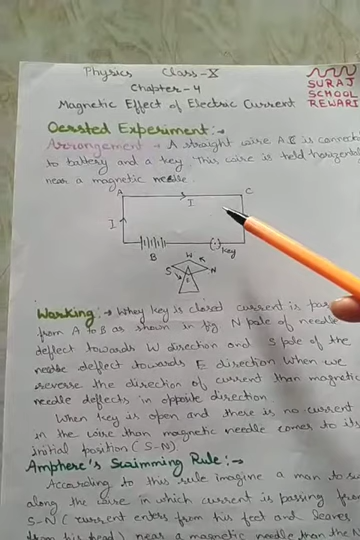 Physics Class-X
SURAJ
SCHOOL
REWARI
Chapter-4
Magnetic Effect of Electric Current
Oersted Experiment:→
Arrangement → A straight wire AC is connec
to battery and a key. This wire is held horizontal
near a magnetic needle.
A C
I
I
B Key
W
S N
S
Working:→ Whey key is closed current is pas
from A to B as shown in fig N pole of needle
deflect towards W direction and S pole of the
needle deflect towards E direction When we
reverse the direction of current than magnetic
needle deflects in opposite direction
When key is open and there is no current
in the wire than magnetic needle comes to its
initial position (S-N).
Amphere's Swimming Rule:→
According to this rule imagine a man to sw
along the wire in which current is passing from
S-N (current enters from his feet and leaves
from his head) near a magnetic needle than the N